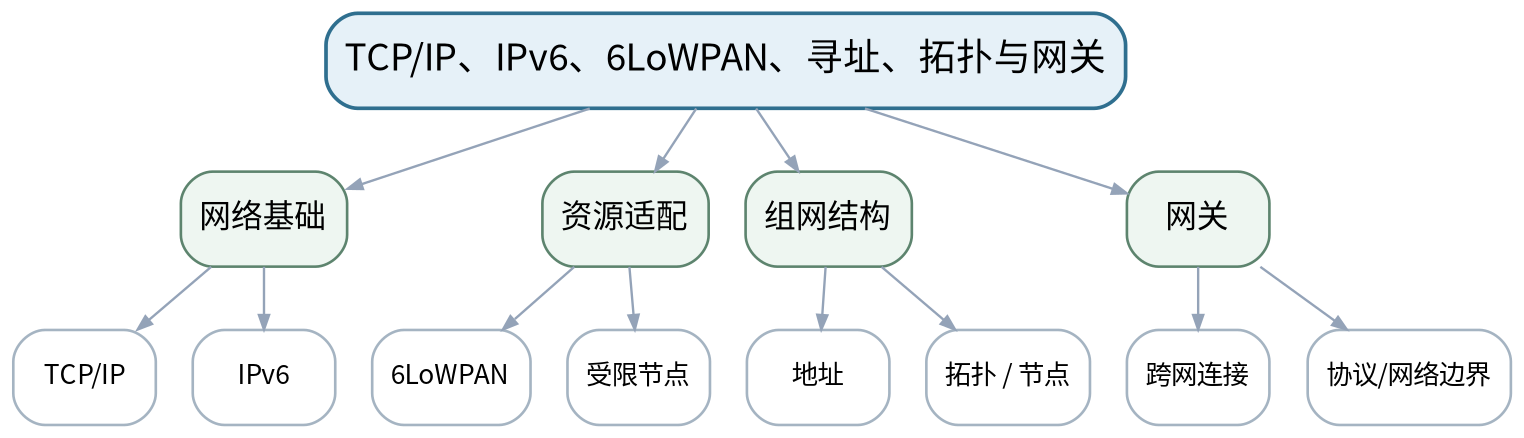 TCP/IP、IPv6、6LoWPAN、寻址、拓扑与网关
网络基础
资源适配
组网结构
网关
TCP/IP
IPv6
6LoWPAN
受限节点
地址
拓扑 / 节点
跨网连接
协议/网络边界